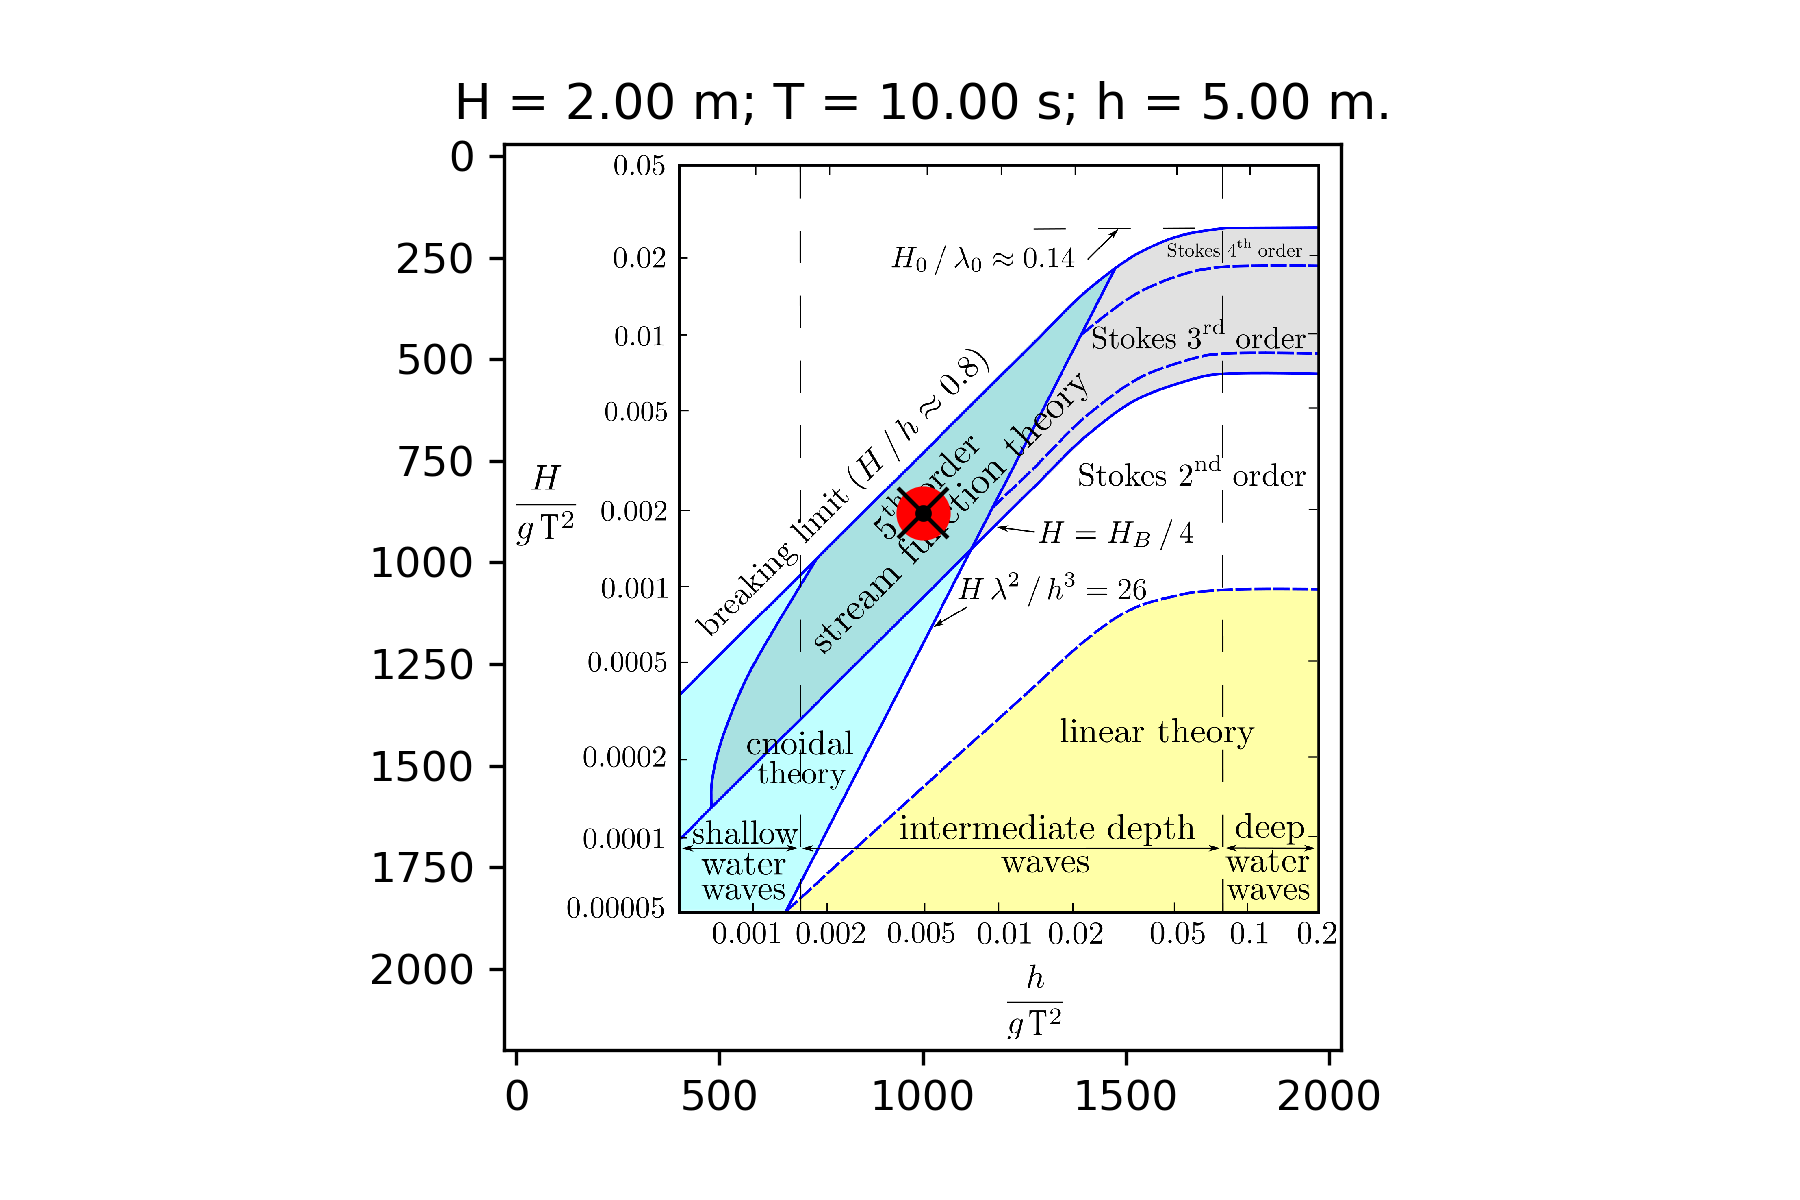 H = 2.00 m; T = 10.00 s; h = 5.00 m.
0
250
500
750
1000
1250
1500
1750
2000
H
g T²
0.05
0.02
0.01
0.005
0.002
0.001
0.0005
0.0002
0.0001
0.00005
H₀ / λ₀ ≈ 0.14
Stokes 4th order
Stokes 3rd order
breaking limit (H / h ≈ 0.8)
5th order
stream function theory
Stokes 2nd order
H = H_B / 4
H λ² / h³ = 26
cnoidal
theory
linear theory
shallow
water
waves
intermediate depth
waves
deep
water
waves
0.001 0.002 0.005 0.01 0.02 0.05 0.1 0.2
h
g T²
0 500 1000 1500 2000